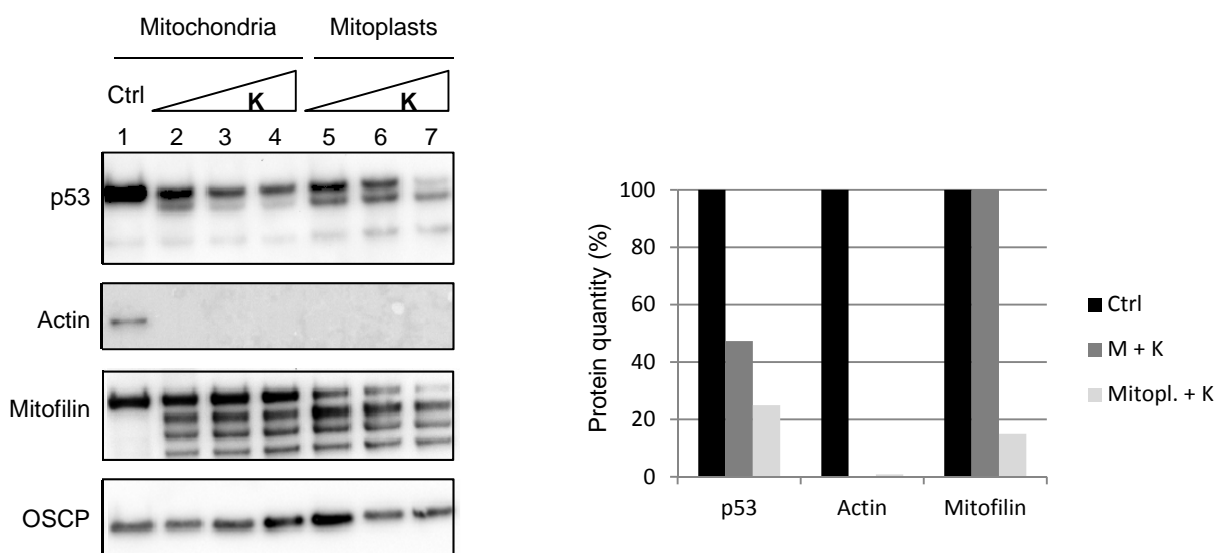 Mitochondria Mitoplasts
Ctrl K K
1 2 3 4 5 6 7
p53
Actin
Mitofilin
OSCP
Protein quantity (%)
100
80
60
40
20
0
p53 Actin Mitofilin
Ctrl
M + K
Mitopl. + K